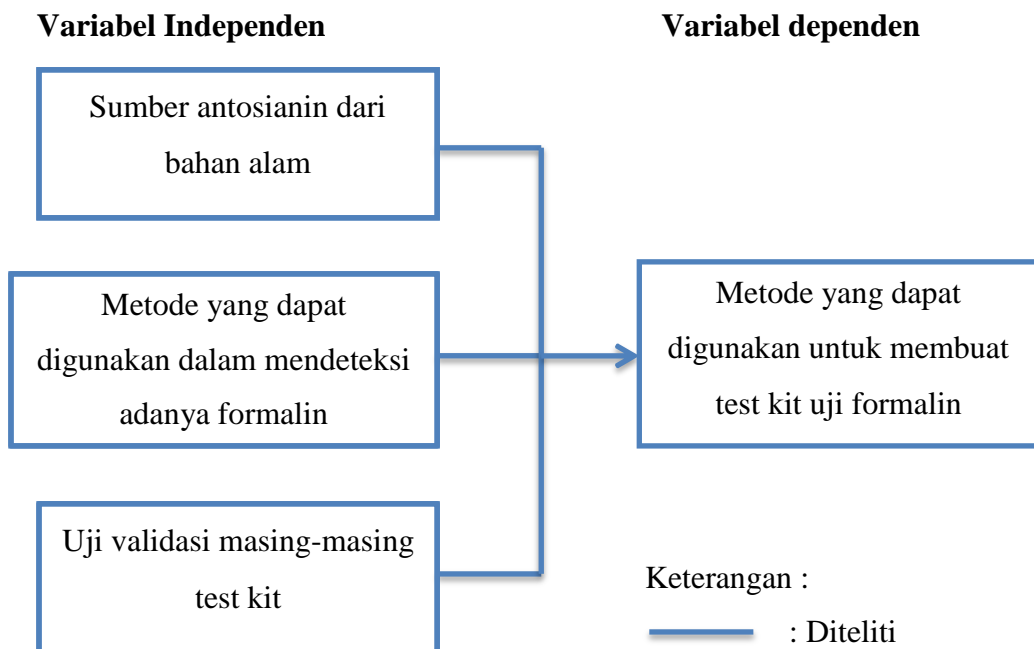 Variabel Independen
Variabel dependen
Sumber antosianin dari
bahan alam
Metode yang dapat
digunakan dalam mendeteksi
adanya formalin
Uji validasi masing-masing
test kit
Metode yang dapat
digunakan untuk membuat
test kit uji formalin
Keterangan :
: Diteliti